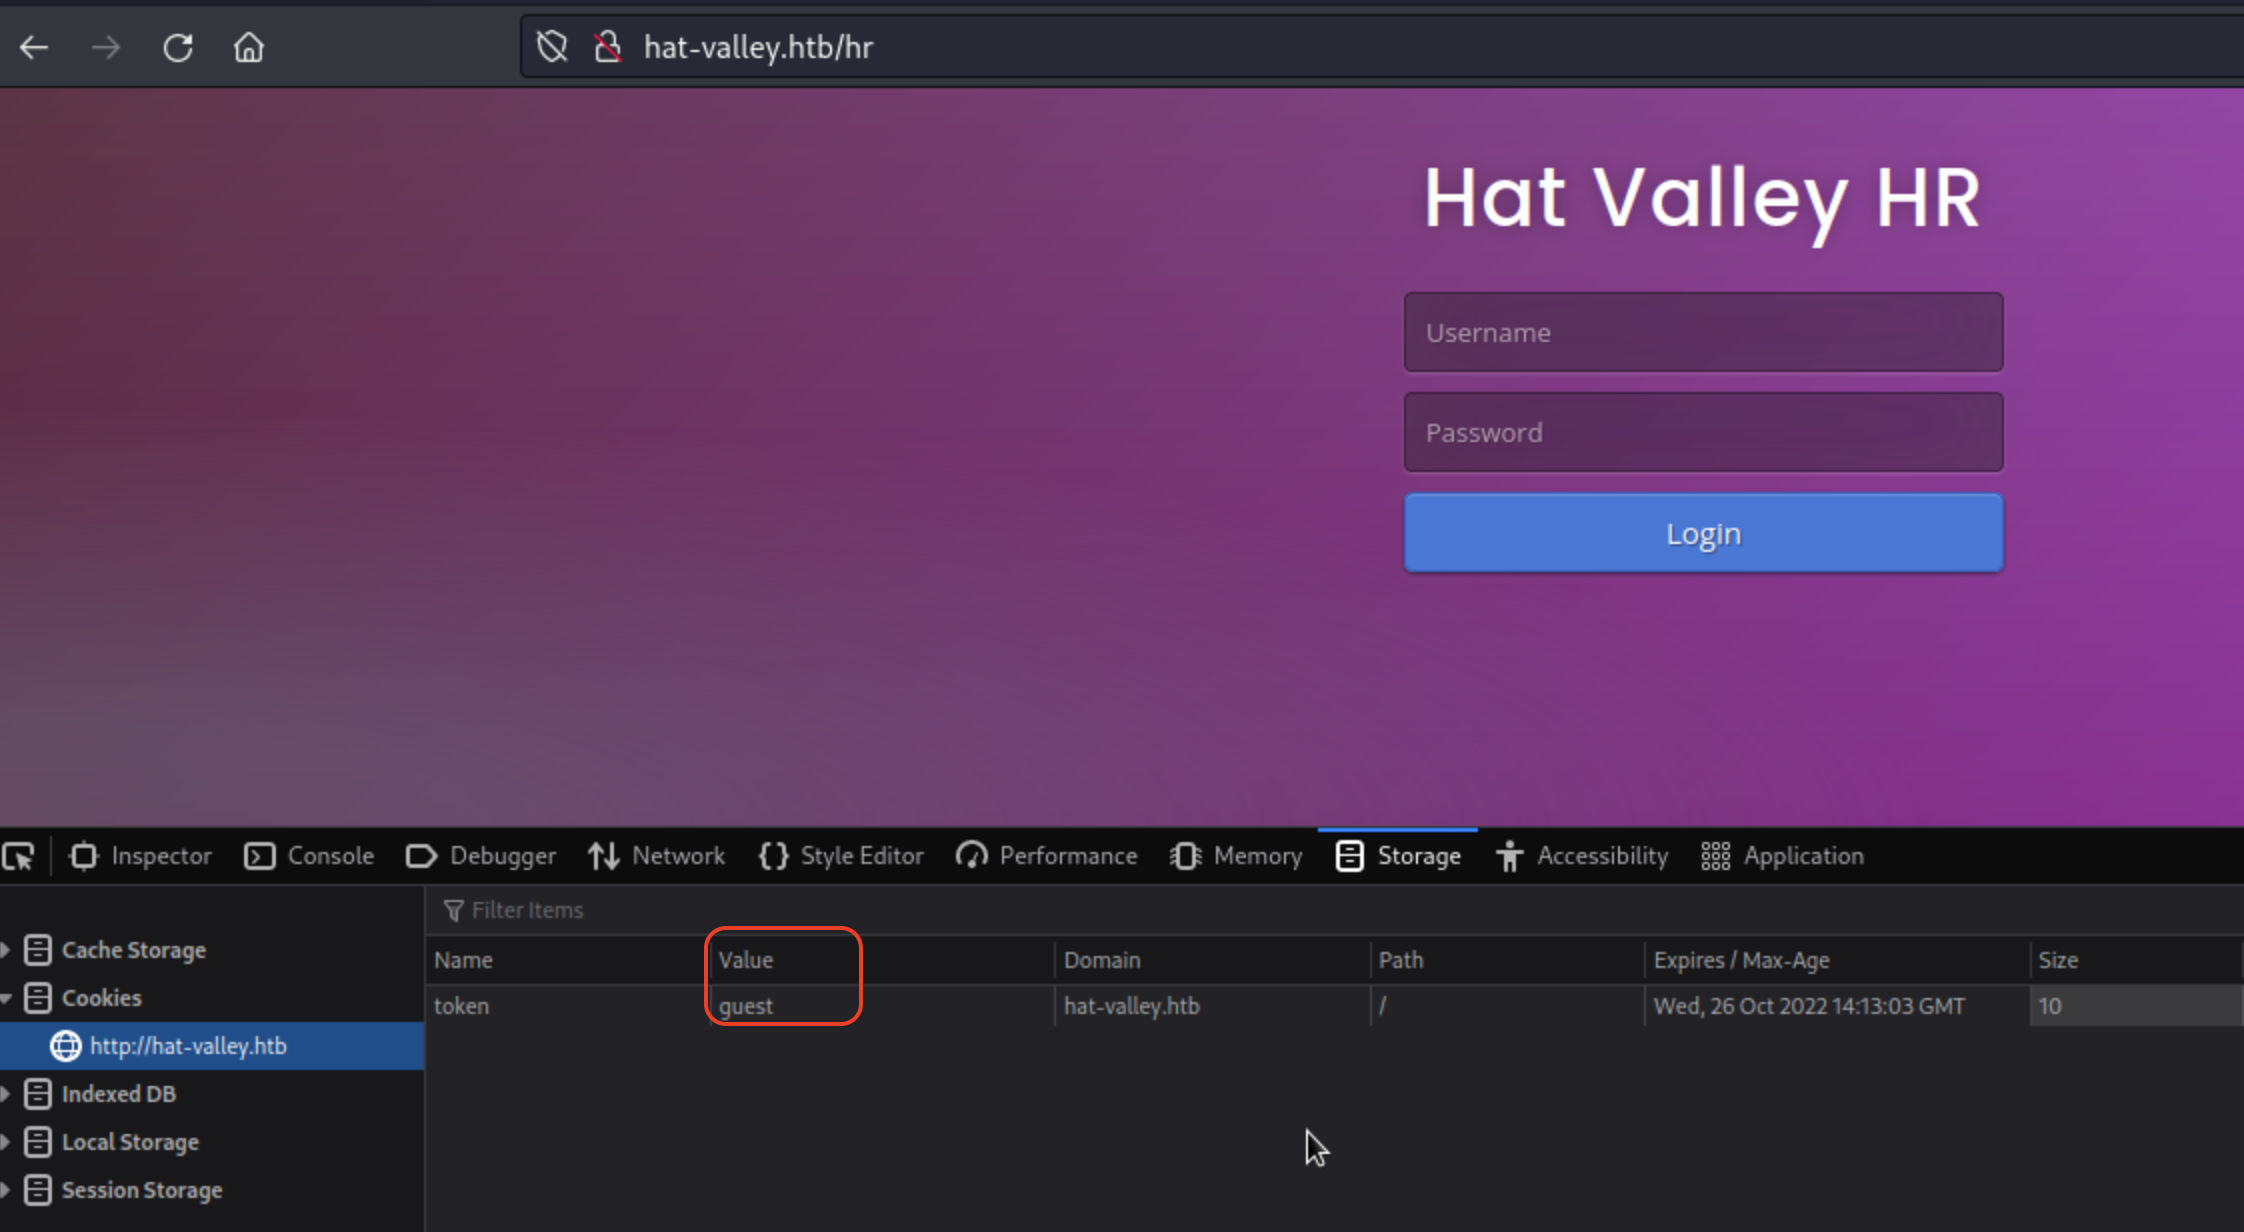 hat-valley.htb/hr
Hat Valley HR
Username
Password
Login
Inspector Console Debugger Network Style Editor Performance Memory Storage Accessibility Application
Filter Items
Cache Storage
Cookies
http://hat-valley.htb
Indexed DB
Local Storage
Session Storage
Name Value Domain Path Expires / Max-Age Size
token guest hat-valley.htb / Wed, 26 Oct 2022 14:13:03 GMT 10